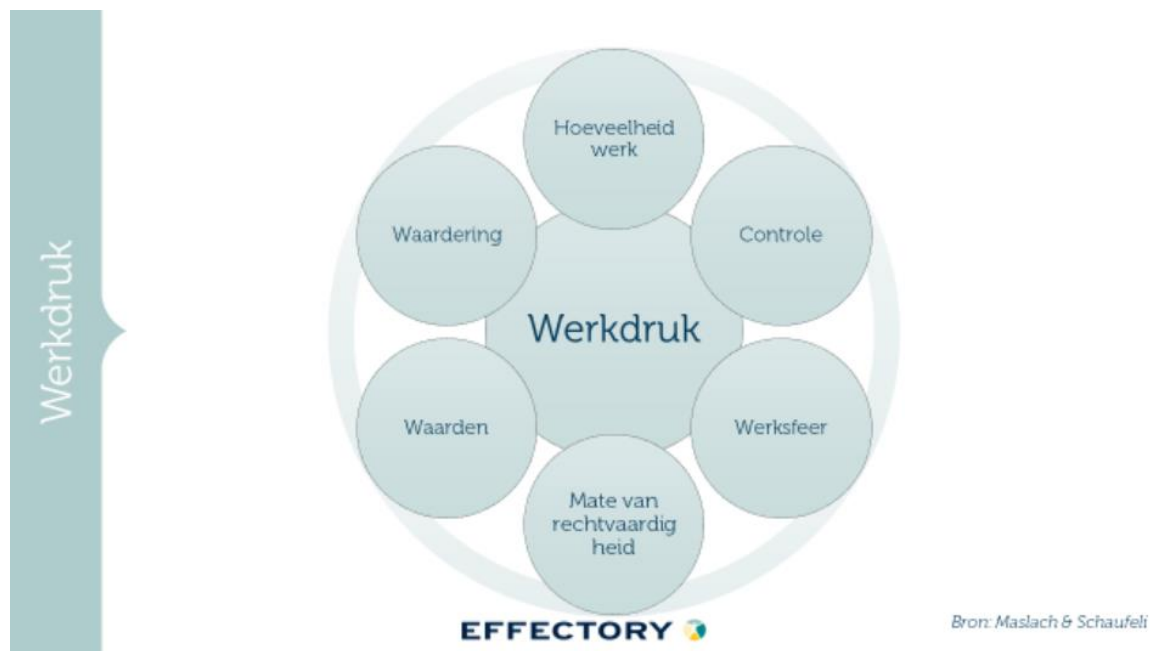 Werkdruk
Hoeveelheid
werk
Waardering
Controle
Werkdruk
Waarden
Werksfeer
Mate van
rechtvaardig
heid
EFFECTORY
Bron: Maslach & Schaufeli